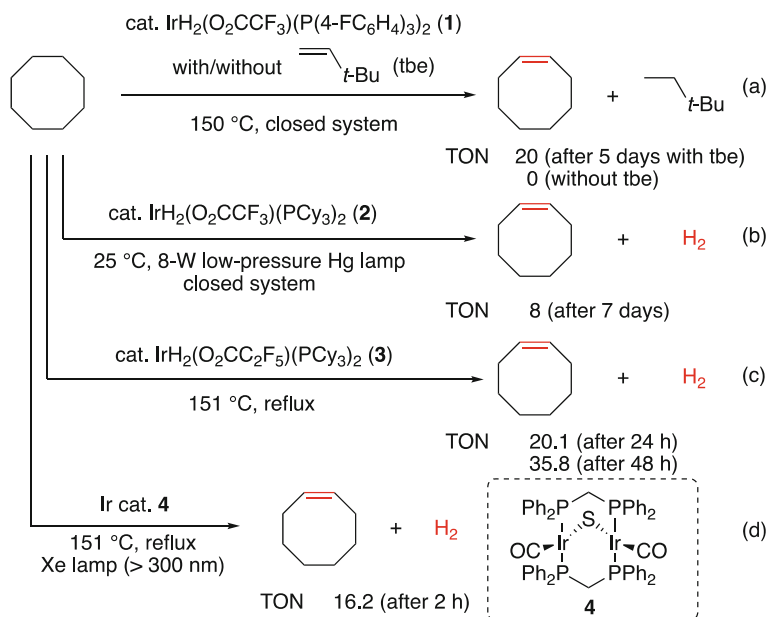 cat. IrH2(O2CCF3)(P(4-FC6H4)3)2 (1)
with/without t-Bu (tbe)
150 °C, closed system
+ t-Bu (a)
TON 20 (after 5 days with tbe)
0 (without tbe)
cat. IrH2(O2CCF3)(PCy3)2 (2)
25 °C, 8-W low-pressure Hg lamp
closed system
+ H2 (b)
TON 8 (after 7 days)
cat. IrH2(O2CC2F5)(PCy3)2 (3)
151 °C, reflux
+ H2 (c)
TON 20.1 (after 24 h)
35.8 (after 48 h)
Ir cat. 4
151 °C, reflux
Xe lamp (> 300 nm)
+ H2 (d)
TON 16.2 (after 2 h)
Ph2P PPh2
S
OC Ir Ir CO
Ph2P PPh2
4